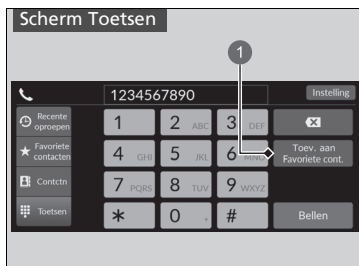 Scherm Toetsen
1
1234567890
Instelling
Recente
oproepen
1
2 ABC
3 DEF
Favoriete
contacten
4 GHI
5 JKL
6 MNO
Toev. aan
Favoriete cont.
Contctn
7 PQRS
8 TUV
9 WXYZ
Toetsen
*
0 +
#
Bellen